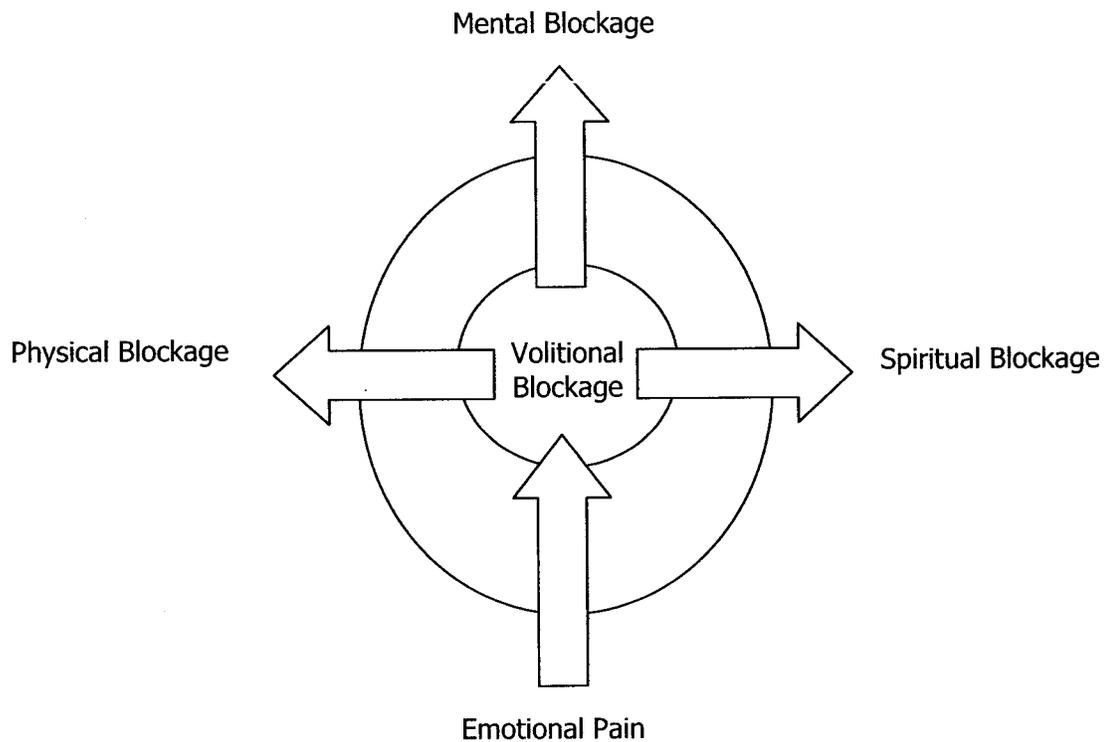 Mental Blockage
Physical Blockage
Volitional
Blockage
Spiritual Blockage
Emotional Pain